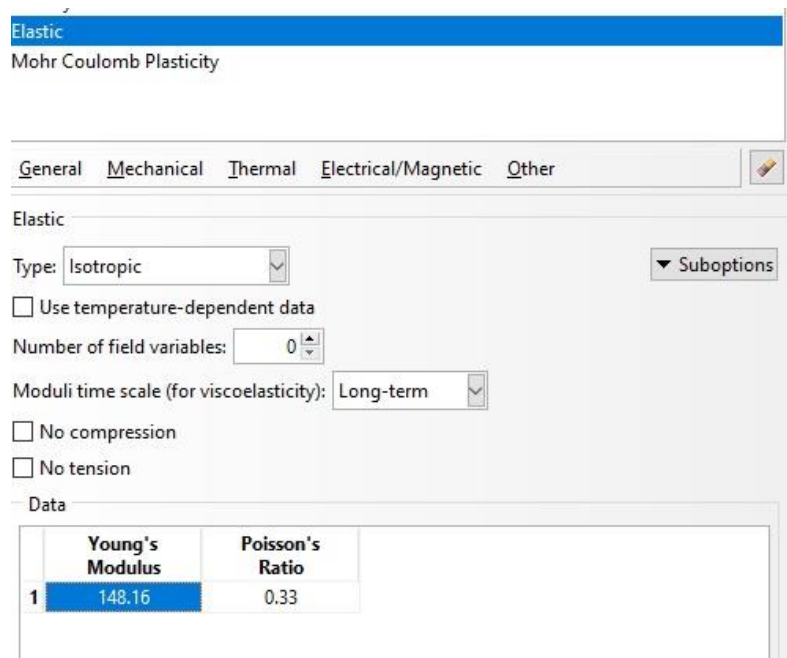 Elastic
Mohr Coulomb Plasticity
General Mechanical Thermal Electrical/Magnetic Other
Elastic
Type: Isotropic
Suboptions
Use temperature-dependent data
Number of field variables: 0
Moduli time scale (for viscoelasticity): Long-term
No compression
No tension
Data
Young's Poisson's
Modulus Ratio
1 148.16 0.33